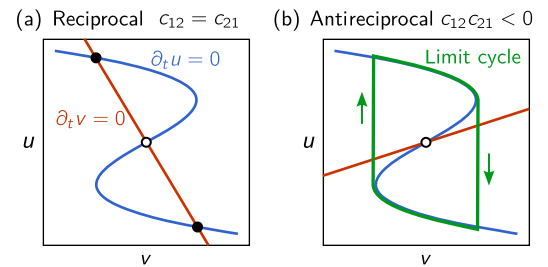 (a) Reciprocal c₁₂ = c₂₁
∂ₜu = 0
∂ₜv = 0
u
v
(b) Antireciprocal c₁₂c₂₁ < 0
Limit cycle
u
v